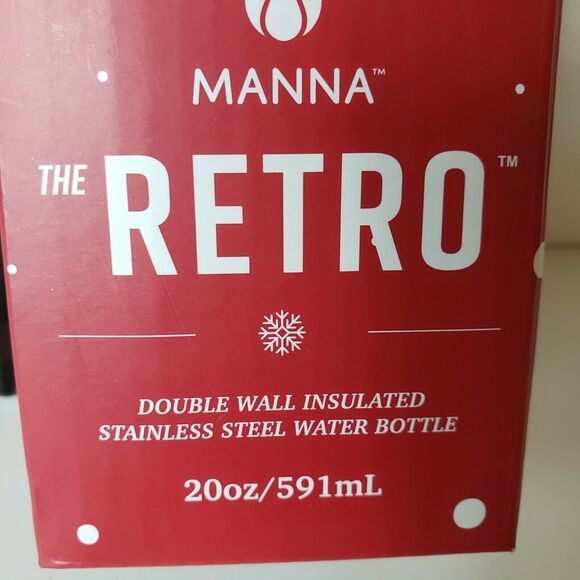 MANNA™
THE RETRO™
DOUBLE WALL INSULATED
STAINLESS STEEL WATER BOTTLE
20oz/591mL